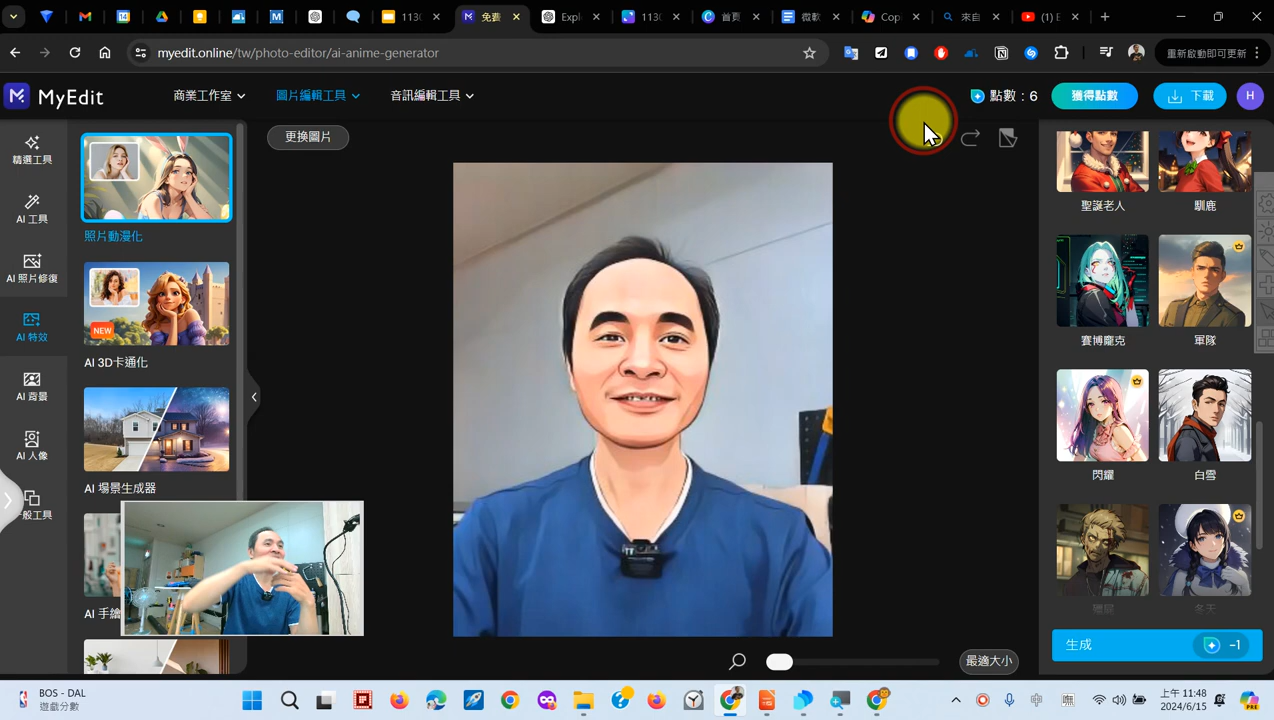 1130
免費
Expl
1130
首頁
微軟
Cop
來自
(1) E
myedit.online/tw/photo-editor/ai-anime-generator
重新啟動即可更新
MyEdit
商業工作室
圖片編輯工具
音訊編輯工具
點數：6
獲得點數
下載
H
精選工具
AI 工具
AI 照片修復
AI 特效
AI 背景
AI 人像
一般工具
照片動漫化
NEW
AI 3D卡通化
AI 場景生成器
AI 手繪
更換圖片
最適大小
聖誕老人
馴鹿
賽博龐克
軍隊
閃耀
白雪
殭屍
冬天
生成
-1
BOS - DAL
遊戲分數
中
上午 11:48
2024/6/15
PRE